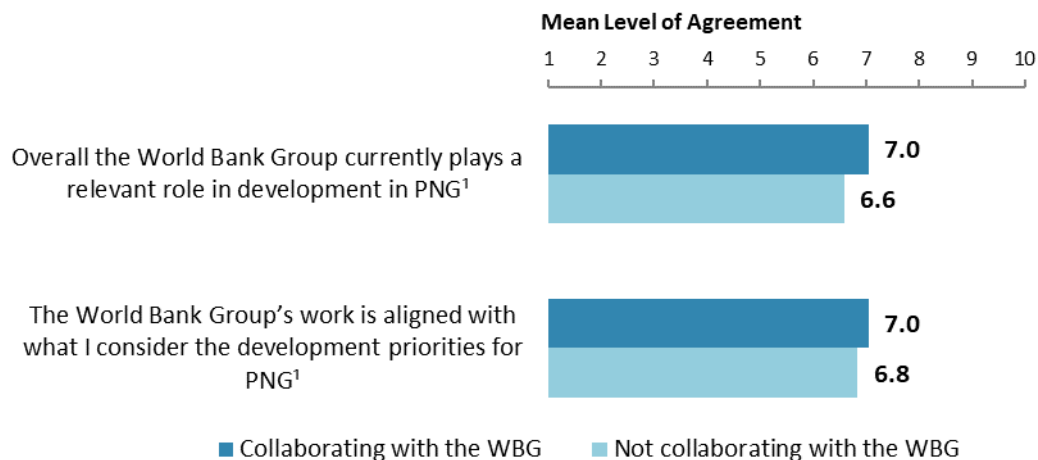 Mean Level of Agreement
1 2 3 4 5 6 7 8 9 10
Overall the World Bank Group currently plays a
relevant role in development in PNG¹
7.0
6.6
The World Bank Group’s work is aligned with
what I consider the development priorities for
PNG¹
7.0
6.8
Collaborating with the WBG
Not collaborating with the WBG